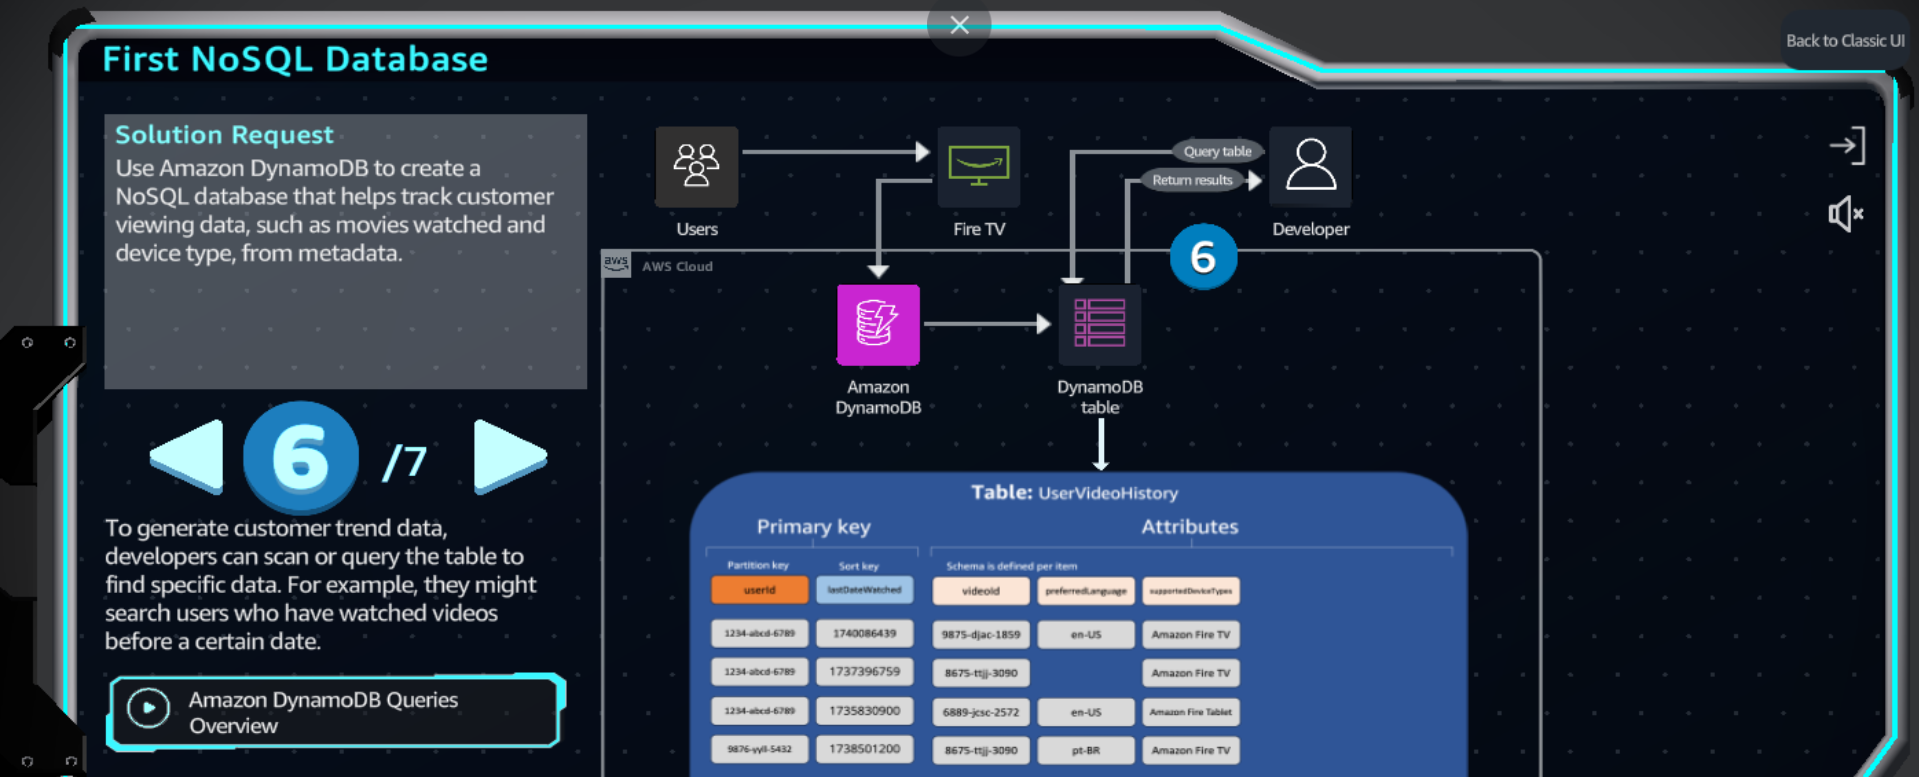 Back to Classic UI
First NoSQL Database
Solution Request
Use Amazon DynamoDB to create a
NoSQL database that helps track customer
viewing data, such as movies watched and
device type, from metadata.
6 /7
To generate customer trend data,
developers can scan or query the table to
find specific data. For example, they might
search users who have watched videos
before a certain date.
Amazon DynamoDB Queries
Overview
Users
Fire TV
Query table
Return results
Developer
6
aws
AWS Cloud
Amazon
DynamoDB
DynamoDB
table
Table: UserVideoHistory
Primary key
Attributes
Partition key
Sort key
Schema is defined per item
userId
lastDateWatched
videoId
preferredLanguage
supportedDeviceTypes
1234-abcd-6789
1740086439
9875-djac-1859
en-US
Amazon Fire TV
1234-abcd-6789
1737396759
8675-ttjj-3090
Amazon Fire TV
1234-abcd-6789
1735830900
6889-jcsc-2572
en-US
Amazon Fire Tablet
9876-yyll-5432
1738501200
8675-ttjj-3090
pt-BR
Amazon Fire TV